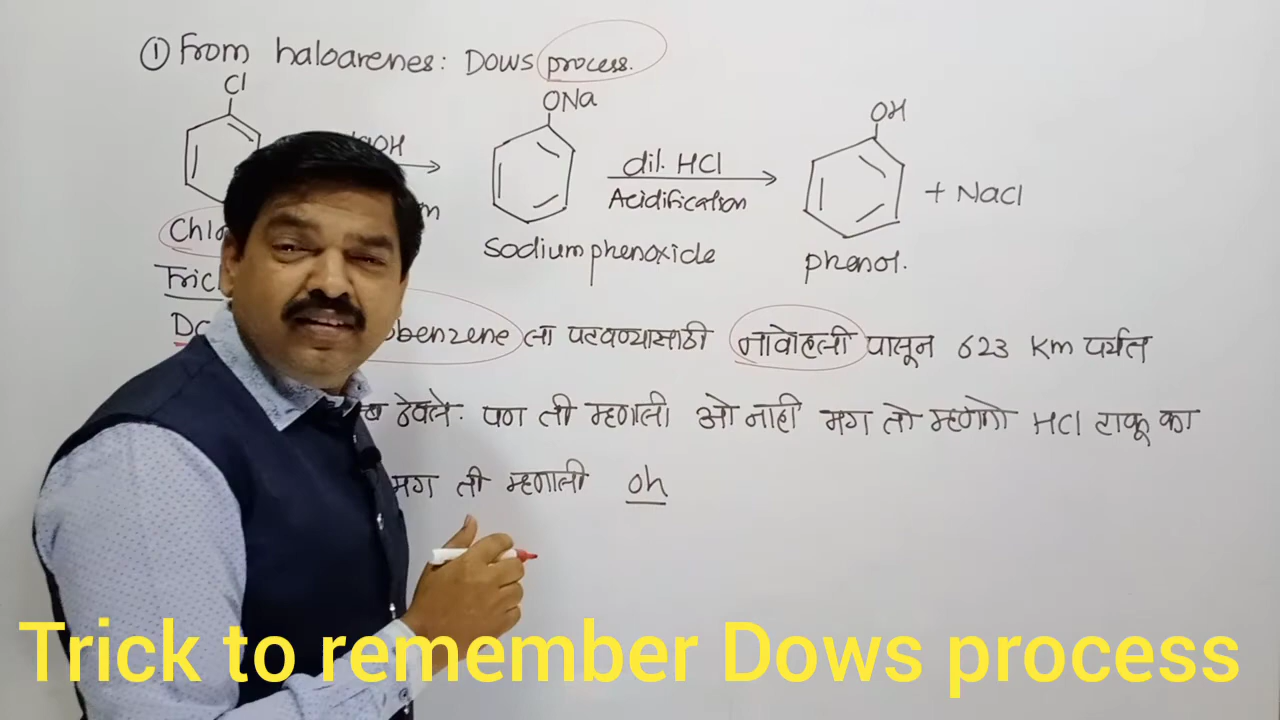 ① From haloarenes: Dows process.
Cl ONa OH
dil. HCl
Acidification
+ NaCl
sodium phenoxide phenol.
ला पटवण्यासाठी नावोहली पासून 623 Km पर्यंत
ठेवले. पण ती म्हणाली ओ नाही मग तो म्हणतो HCl टाकू का
मग ती म्हणाली oh
Trick to remember Dows process